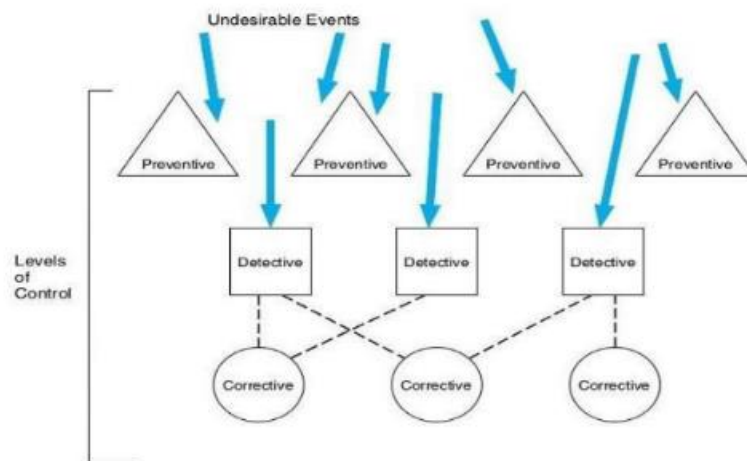 Undesirable Events
Preventive
Preventive
Preventive
Preventive
Levels
of
Control
Detective
Detective
Detective
Corrective
Corrective
Corrective